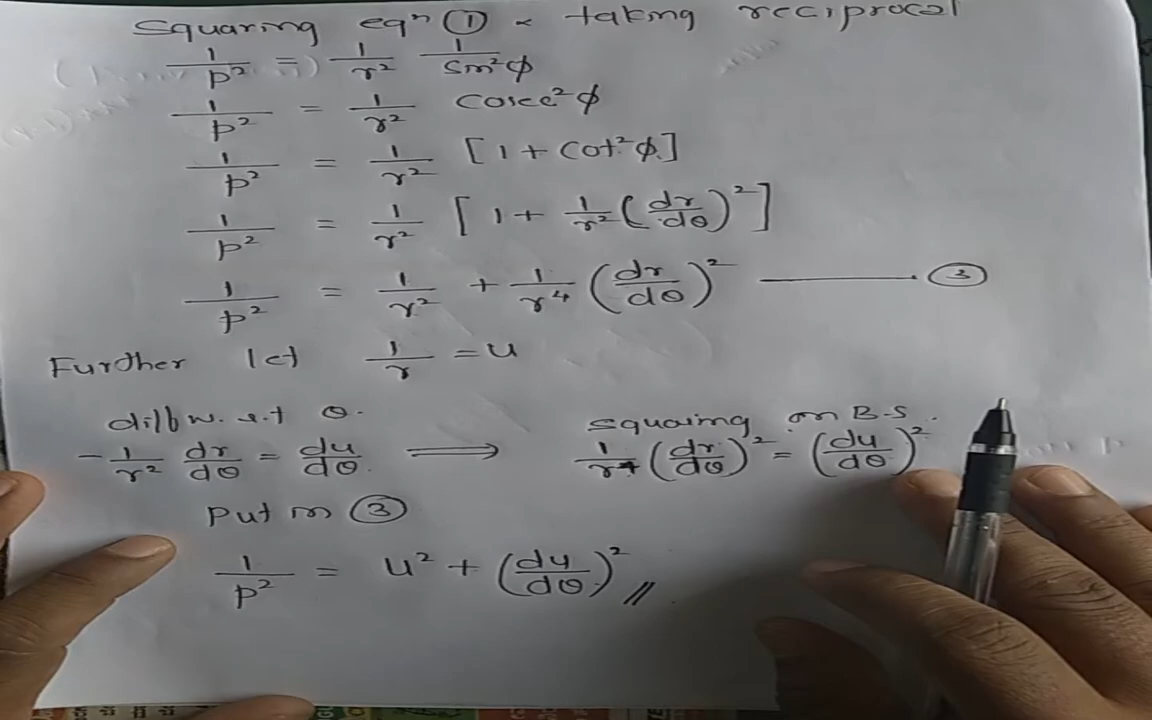 Squaring eqⁿ ① & taking reciprocal
1/p² = 1/r² 1/Sin²ϕ
1/p² = 1/r² Cosec²ϕ
1/p² = 1/r² [1 + Cot²ϕ]
1/p² = 1/r² [1 + 1/r² (dr/dθ)²]
1/p² = 1/r² + 1/r⁴ (dr/dθ)² ——— ③
Further let 1/r = u
diff w.r.t θ.
-1/r² dr/dθ = du/dθ. ⟹
squaring on B.S.
1/r⁴ (dr/dθ)² = (du/dθ)²
Put in ③
1/p² = u² + (du/dθ)² //